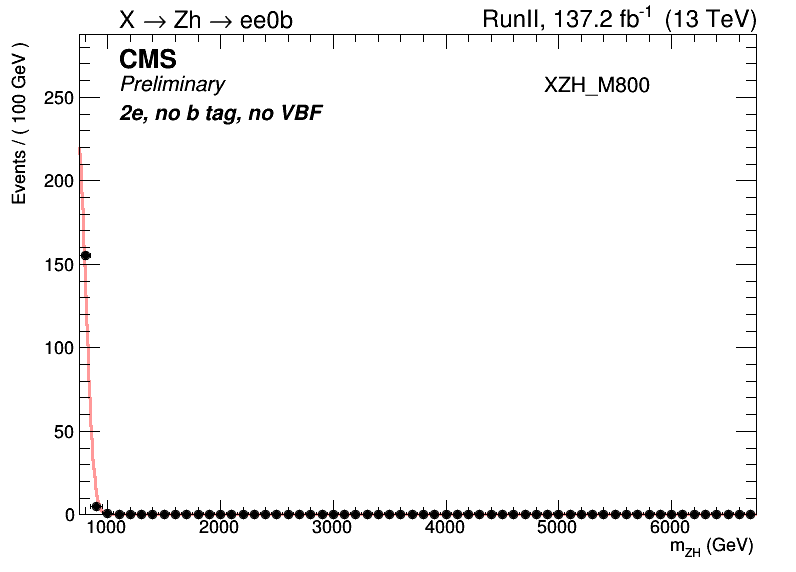 X → Zh → ee0b
RunII, 137.2 fb⁻¹ (13 TeV)
CMS
Preliminary
2e, no b tag, no VBF
XZH_M800
Events / ( 100 GeV )
250
200
150
100
50
0
1000 2000 3000 4000 5000 6000
m_ZH (GeV)